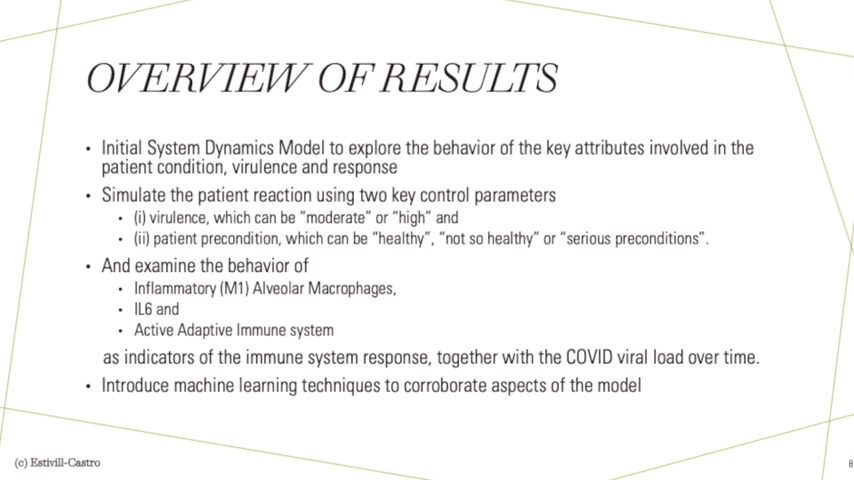 OVERVIEW OF RESULTS
• Initial System Dynamics Model to explore the behavior of the key attributes involved in the
patient condition, virulence and response
• Simulate the patient reaction using two key control parameters
• (i) virulence, which can be “moderate” or “high” and
• (ii) patient precondition, which can be “healthy”, “not so healthy” or “serious preconditions”.
• And examine the behavior of
• Inflammatory (M1) Alveolar Macrophages,
• IL6 and
• Active Adaptive Immune system
as indicators of the immune system response, together with the COVID viral load over time.
• Introduce machine learning techniques to corroborate aspects of the model
(c) Estivill-Castro
8